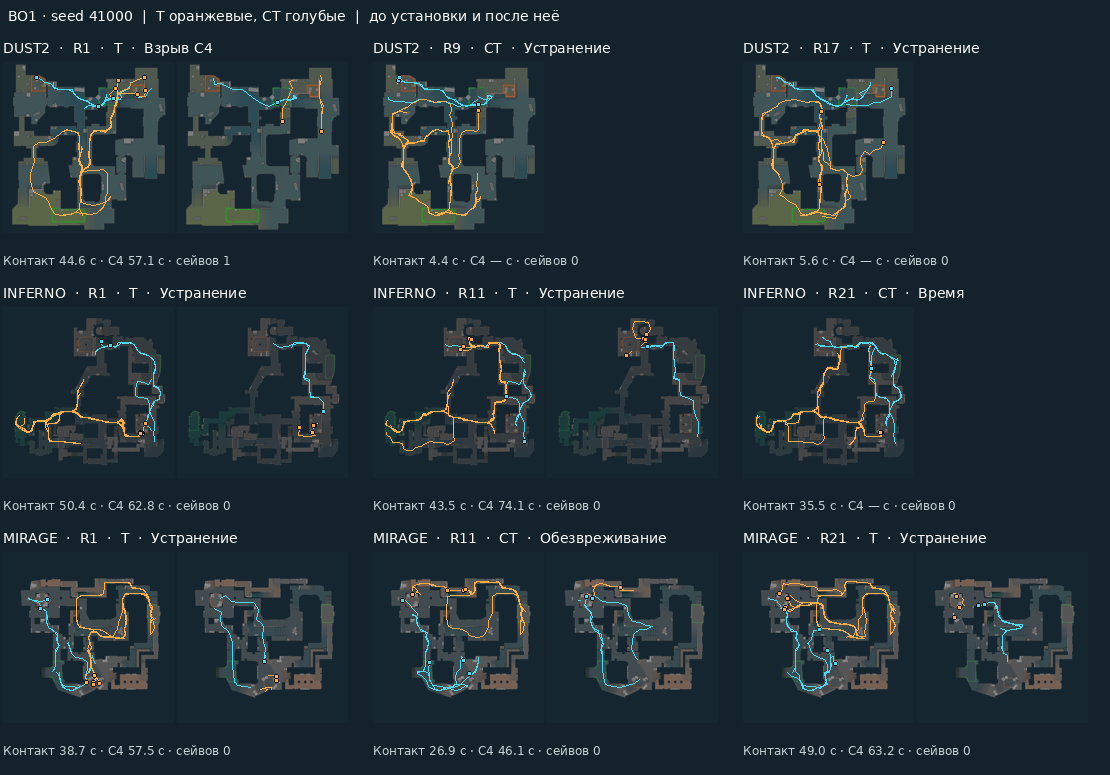 BO1 · seed 41000 | T оранжевые, CT голубые | до установки и после неё
DUST2 · R1 · T · Взрыв C4
DUST2 · R9 · CT · Устранение
DUST2 · R17 · T · Устранение
Контакт 44.6 с · C4 57.1 с · сейвов 1
Контакт 4.4 с · C4 — с · сейвов 0
Контакт 5.6 с · C4 — с · сейвов 0
INFERNO · R1 · T · Устранение
INFERNO · R11 · T · Устранение
INFERNO · R21 · CT · Время
Контакт 50.4 с · C4 62.8 с · сейвов 0
Контакт 43.5 с · C4 74.1 с · сейвов 0
Контакт 35.5 с · C4 — с · сейвов 0
MIRAGE · R1 · T · Устранение
MIRAGE · R11 · CT · Обезвреживание
MIRAGE · R21 · T · Устранение
Контакт 38.7 с · C4 57.5 с · сейвов 0
Контакт 26.9 с · C4 46.1 с · сейвов 0
Контакт 49.0 с · C4 63.2 с · сейвов 0